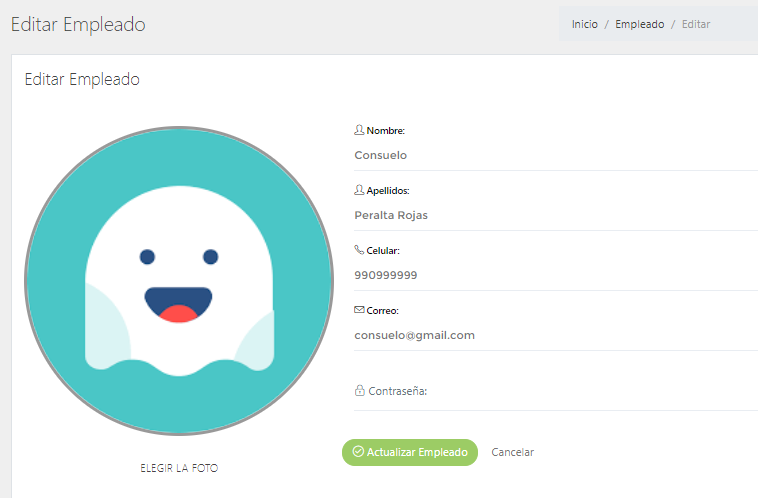 Editar Empleado
Inicio / Empleado / Editar
Editar Empleado
Nombre:
Consuelo
Apellidos:
Peralta Rojas
Celular:
990999999
Correo:
consuelo@gmail.com
Contraseña:
Actualizar Empleado Cancelar
ELEGIR LA FOTO